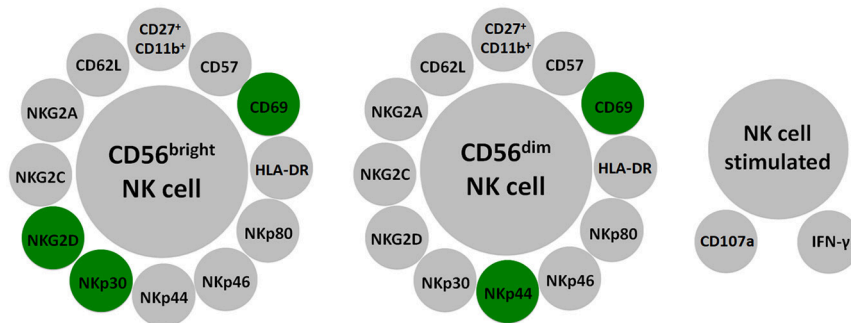 CD27⁺
CD11b⁺
CD62L
CD57
NKG2A
CD69
CD56ᵇʳⁱᵍʰᵗ
NK cell
NKG2C
HLA-DR
NKG2D
NKp80
NKp30
NKp46
NKp44
CD27⁺
CD11b⁺
CD62L
CD57
NKG2A
CD69
CD56ᵈⁱᵐ
NK cell
NKG2C
HLA-DR
NKG2D
NKp80
NKp30
NKp46
NKp44
NK cell
stimulated
CD107a
IFN-γ